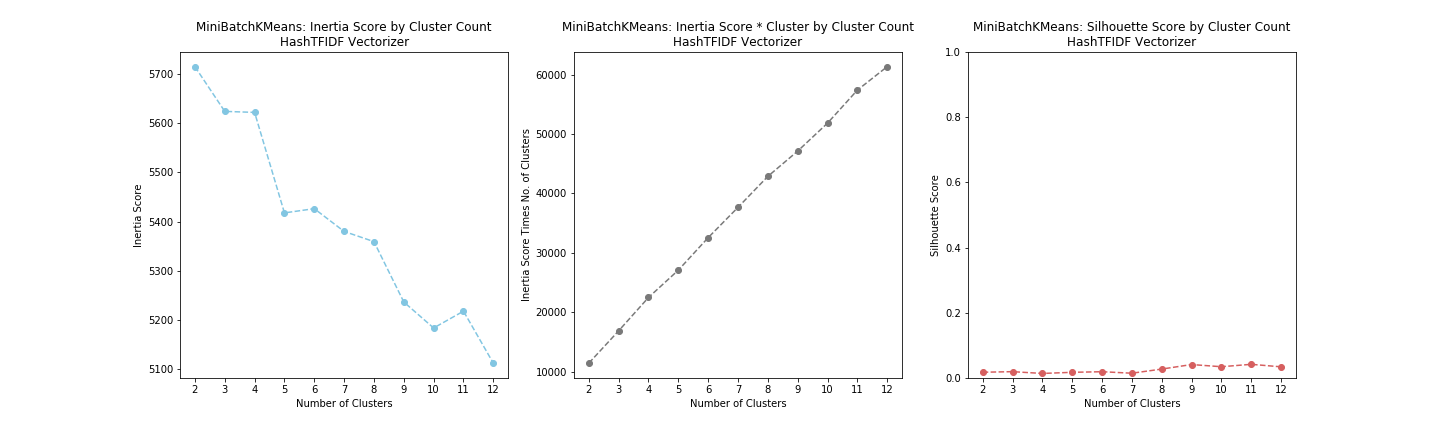 MiniBatchKMeans: Inertia Score by Cluster Count
HashTFIDF Vectorizer
5700
5600
5500
5400
5300
5200
5100
Inertia Score
2 3 4 5 6 7 8 9 10 11 12
Number of Clusters
MiniBatchKMeans: Inertia Score * Cluster by Cluster Count
HashTFIDF Vectorizer
60000
50000
40000
30000
20000
10000
Inertia Score Times No. of Clusters
2 3 4 5 6 7 8 9 10 11 12
Number of Clusters
MiniBatchKMeans: Silhouette Score by Cluster Count
HashTFIDF Vectorizer
1.0
0.8
0.6
0.4
0.2
0.0
Silhouette Score
2 3 4 5 6 7 8 9 10 11 12
Number of Clusters